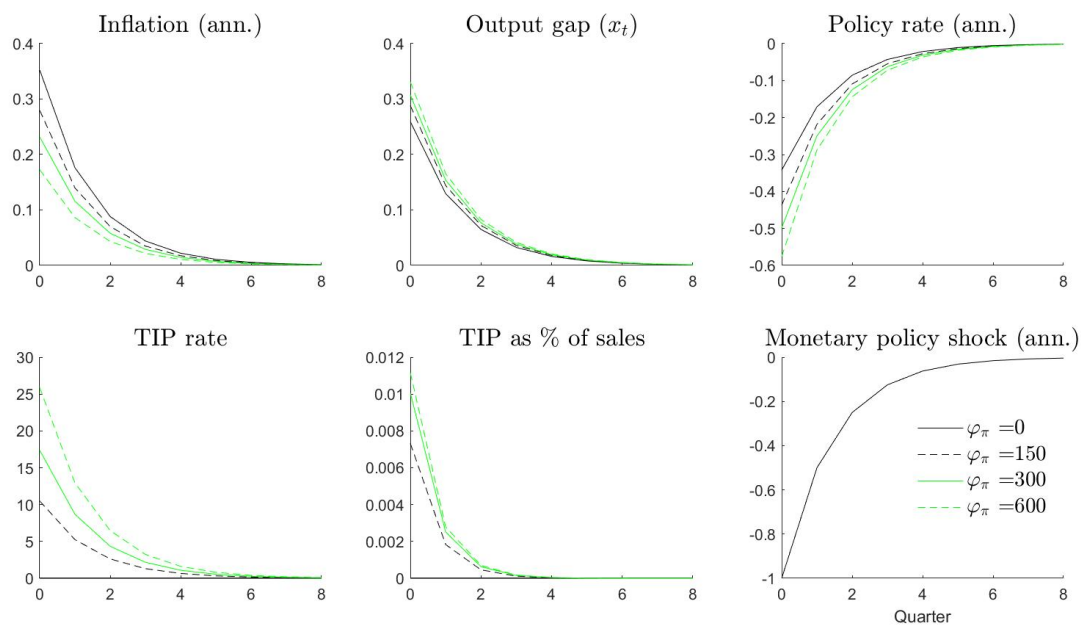 Inflation (ann.)
0.4
0.3
0.2
0.1
0
0 2 4 6 8
Output gap (xₜ)
0.4
0.3
0.2
0.1
0
0 2 4 6 8
Policy rate (ann.)
0
-0.1
-0.2
-0.3
-0.4
-0.5
-0.6
0 2 4 6 8
TIP rate
30
25
20
15
10
5
0
0 2 4 6 8
TIP as % of sales
0.012
0.01
0.008
0.006
0.004
0.002
0
0 2 4 6 8
Monetary policy shock (ann.)
0
-0.2
-0.4
-0.6
-0.8
-1
φπ =0
φπ =150
φπ =300
φπ =600
0 2 4 6 8
Quarter